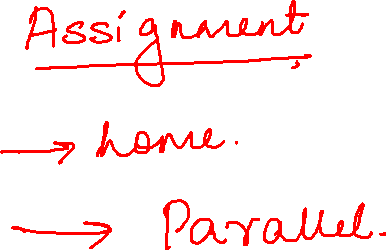 Assignment
→ home.
→ Parallel.